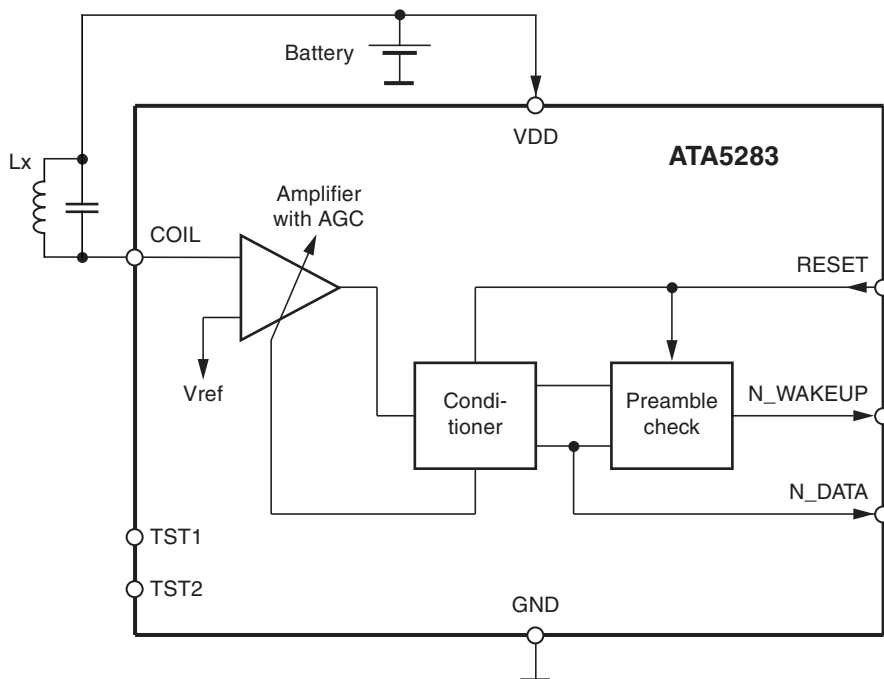 Battery
VDD
ATA5283
Lx
Amplifier
with AGC
COIL
RESET
Vref
Condi-
tioner
Preamble
check
N_WAKEUP
N_DATA
TST1
TST2
GND